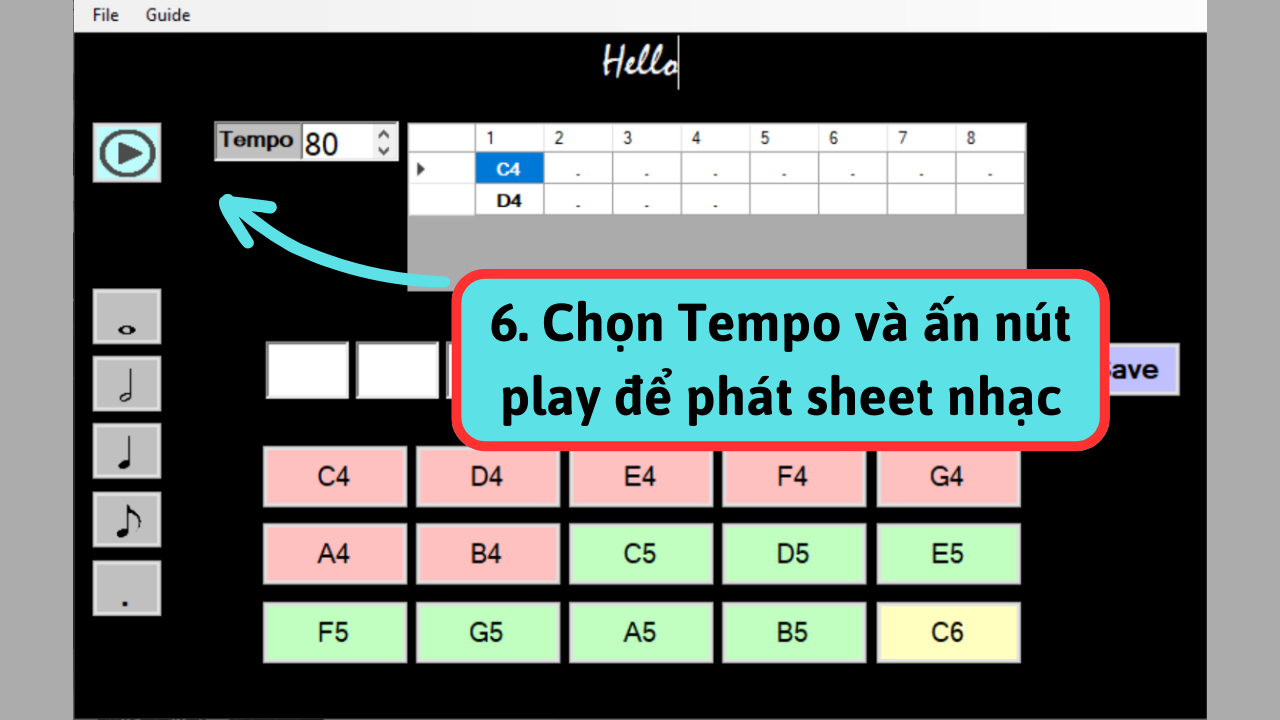 File Guide
Hello
Tempo 80
1 2 3 4 5 6 7 8
C4 . . . . . . .
D4 . . .
6. Chọn Tempo và ấn nút
play để phát sheet nhạc
ave
C4 D4 E4 F4 G4
A4 B4 C5 D5 E5
.
F5 G5 A5 B5 C6